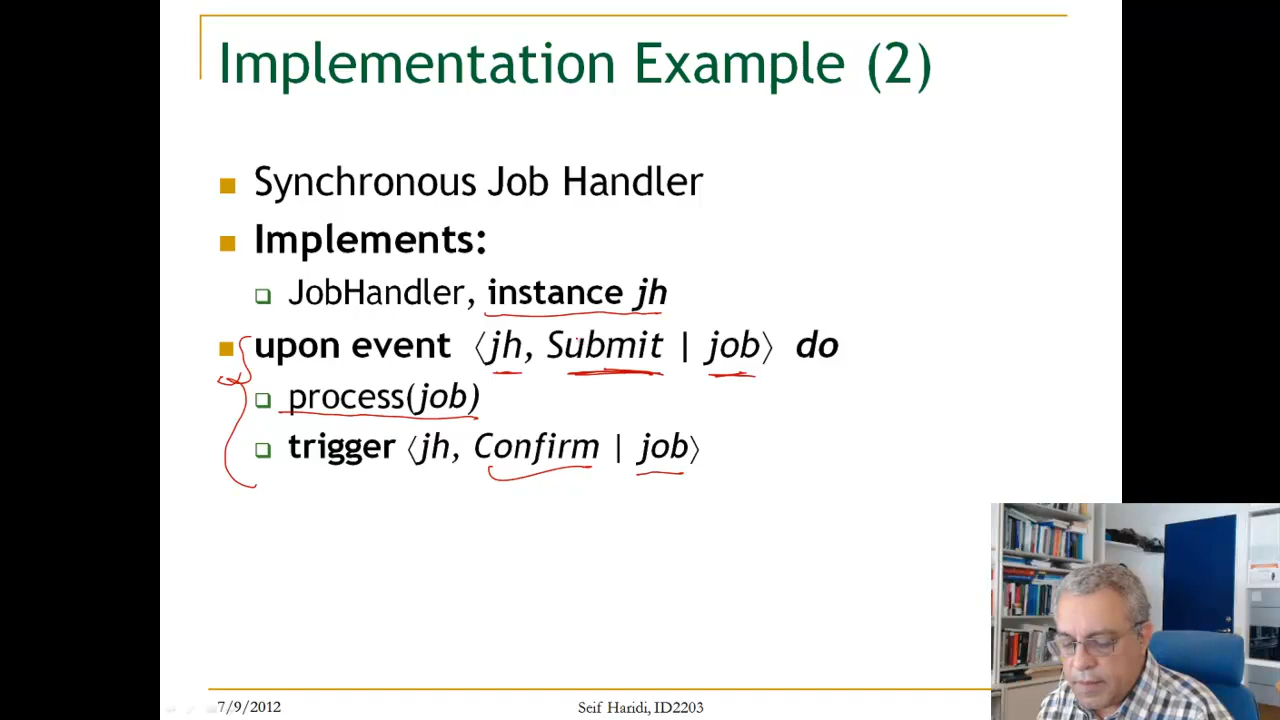 Implementation Example (2)
Synchronous Job Handler
Implements:
JobHandler, instance jh
upon event ⟨jh, Submit | job⟩ do
process(job)
trigger ⟨jh, Confirm | job⟩
7/9/2012
Seif Haridi, ID2203